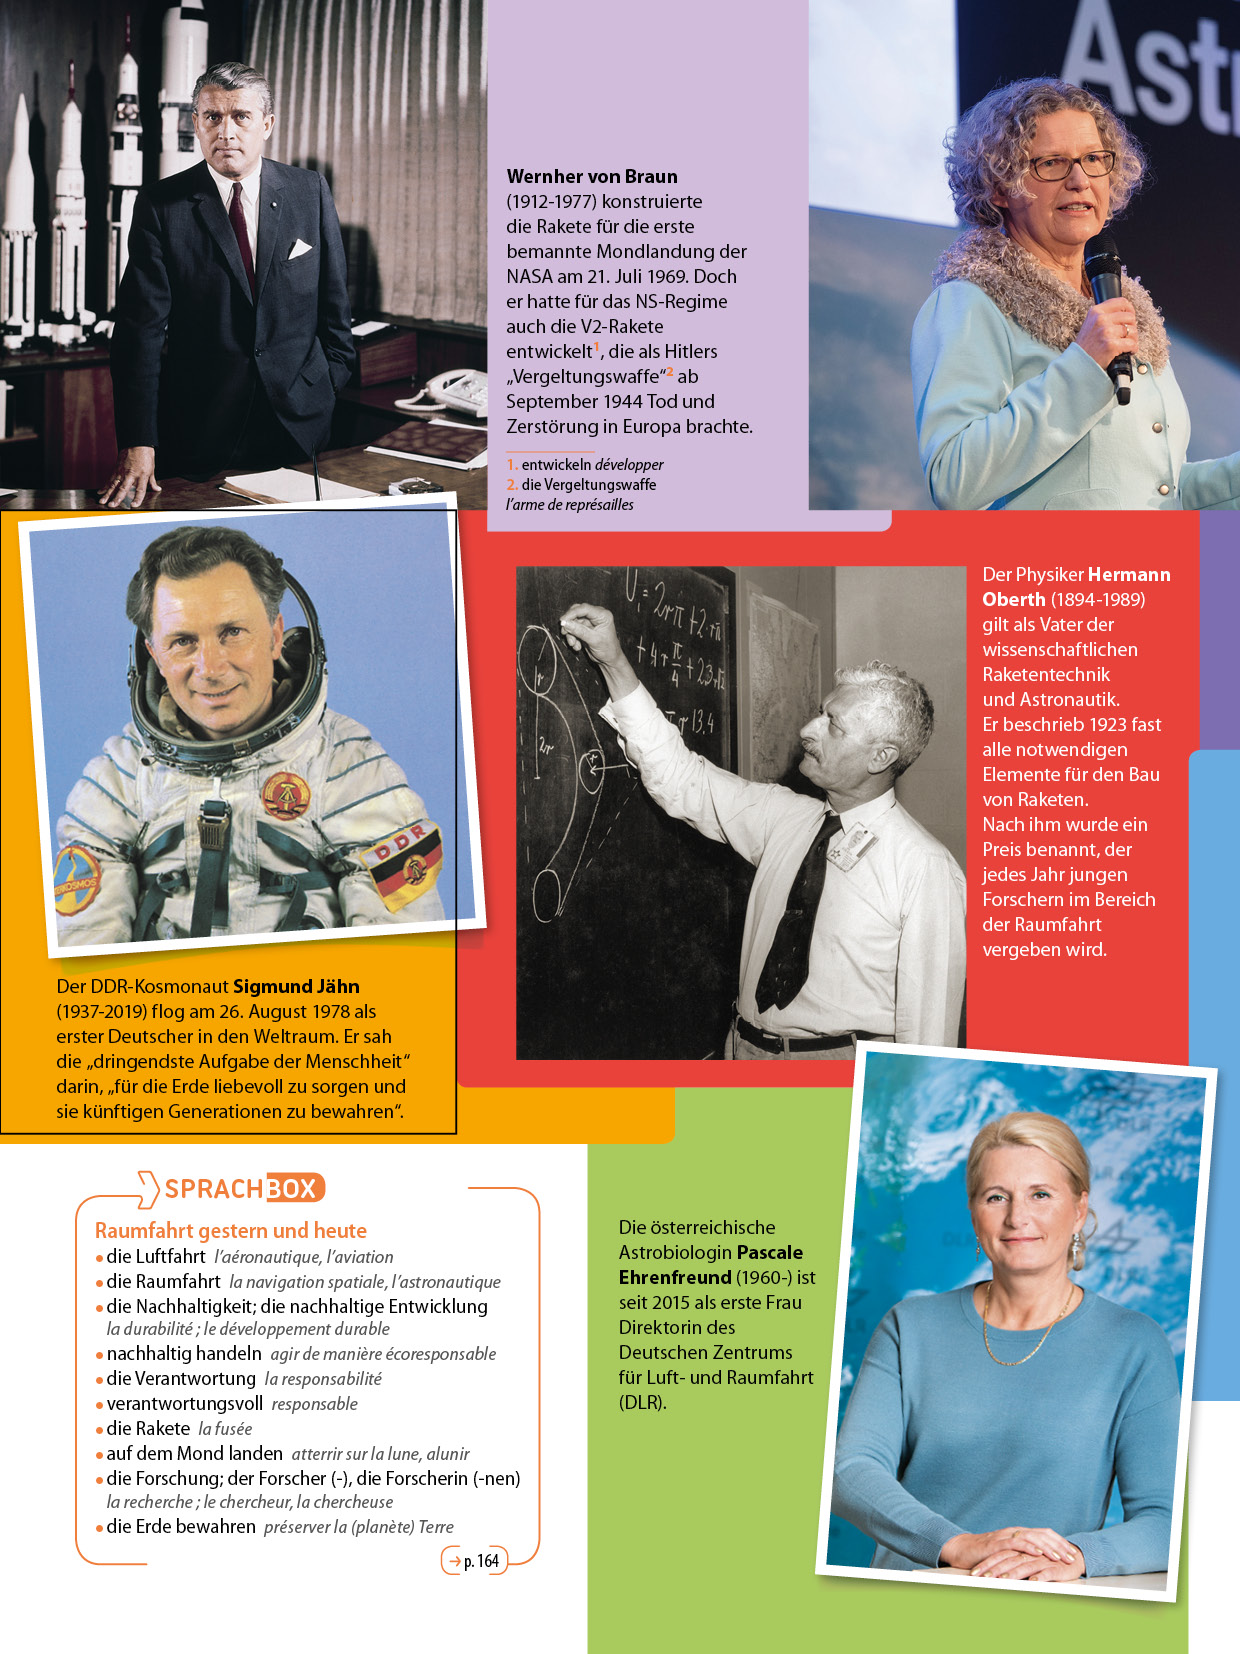 Astr
Wernher von Braun
(1912-1977) konstruierte
die Rakete für die erste
bemannte Mondlandung der
NASA am 21. Juli 1969. Doch
er hatte für das NS-Regime
auch die V2-Rakete
entwickelt1, die als Hitlers
„Vergeltungswaffe“2 ab
September 1944 Tod und
Zerstörung in Europa brachte.
1. entwickeln développer
2. die Vergeltungswaffe
l’arme de représailles
DDR
Der Physiker Hermann
Oberth (1894-1989)
gilt als Vater der
wissenschaftlichen
Raketentechnik
und Astronautik.
Er beschrieb 1923 fast
alle notwendigen
Elemente für den Bau
von Raketen.
Nach ihm wurde ein
Preis benannt, der
jedes Jahr jungen
Forschern im Bereich
der Raumfahrt
vergeben wird.
Der DDR-Kosmonaut Sigmund Jähn
(1937-2019) flog am 26. August 1978 als
erster Deutscher in den Weltraum. Er sah
die „dringendste Aufgabe der Menschheit“
darin, „für die Erde liebevoll zu sorgen und
sie künftigen Generationen zu bewahren“.
SPRACHBOX
Raumfahrt gestern und heute
• die Luftfahrt l’aéronautique, l’aviation
• die Raumfahrt la navigation spatiale, l’astronautique
• die Nachhaltigkeit; die nachhaltige Entwicklung
la durabilité ; le développement durable
• nachhaltig handeln agir de manière écoresponsable
• die Verantwortung la responsabilité
• verantwortungsvoll responsable
• die Rakete la fusée
• auf dem Mond landen atterrir sur la lune, alunir
• die Forschung; der Forscher (-), die Forscherin (-nen)
la recherche ; le chercheur, la chercheuse
• die Erde bewahren préserver la (planète) Terre
→ p. 164
Die österreichische
Astrobiologin Pascale
Ehrenfreund (1960-) ist
seit 2015 als erste Frau
Direktorin des
Deutschen Zentrums
für Luft- und Raumfahrt
(DLR).
DLR